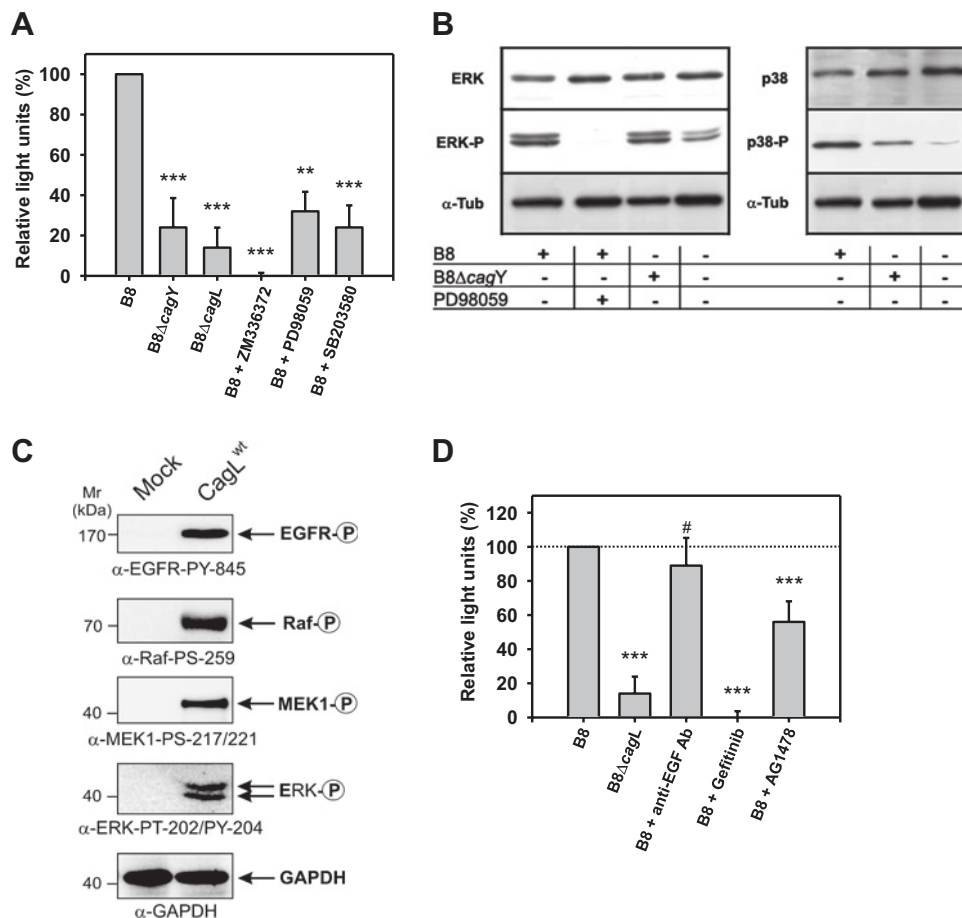 A
Relative light units (%)
100
80
60
40
20
0
***
***
***
**
***
B8
B8ΔcagY
B8ΔcagL
B8 + ZM336372
B8 + PD98059
B8 + SB203580
B
ERK
ERK-P
α-Tub
p38
p38-P
α-Tub
B8 + + - - + - -
B8ΔcagY - - + - - + -
PD98059 - + - - - - -
C
Mock CagL wt
Mr
(kDa)
170 EGFR-P
α-EGFR-PY-845
70 Raf-P
α-Raf-PS-259
40 MEK1-P
α-MEK1-PS-217/221
40 ERK-P
α-ERK-PT-202/PY-204
40 GAPDH
α-GAPDH
D
Relative light units (%)
120
100
80
60
40
20
0
***
#
***
***
B8
B8ΔcagL
B8 + anti-EGF Ab
B8 + Gefitinib
B8 + AG1478